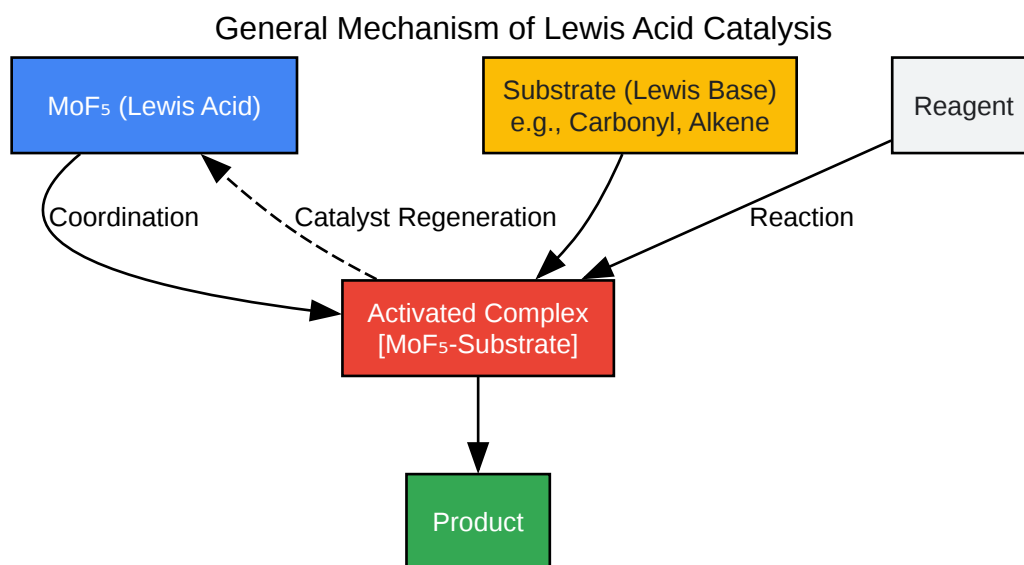 General Mechanism of Lewis Acid Catalysis
MoF₅ (Lewis Acid)
Substrate (Lewis Base)
e.g., Carbonyl, Alkene
Reagent
Coordination
Catalyst Regeneration
Reaction
Activated Complex
[MoF₅-Substrate]
Product